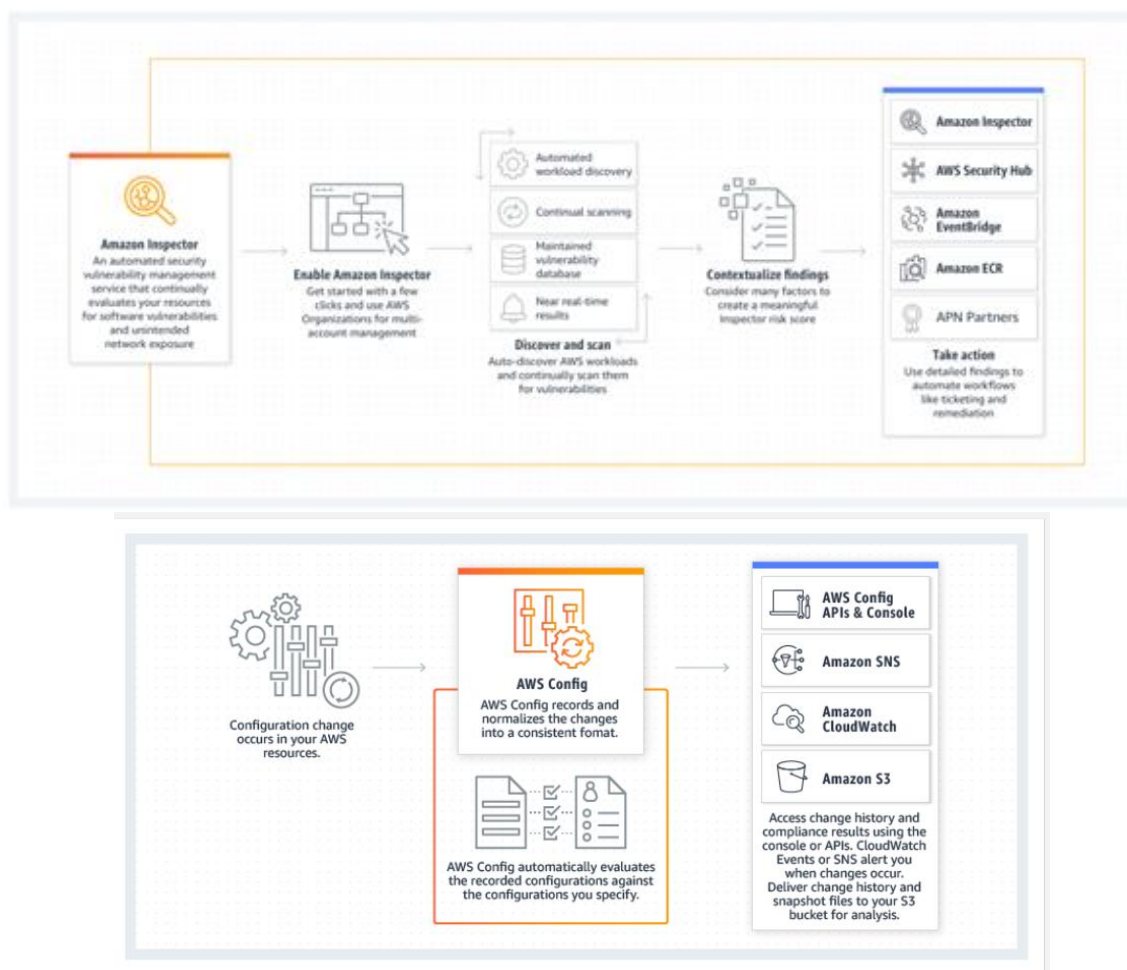 Amazon Inspector
An automated security
vulnerability management
service that continually
evaluates your resources
for software vulnerabilities
and unintended
network exposure
Enable Amazon Inspector
Get started with a few
clicks and use AWS
Organizations for multi-
account management
Automated
workload discovery
Continual scanning
Maintained
vulnerability
database
Near real-time
results
Discover and scan
Auto-discover AWS workloads
and continually scan them
for vulnerabilities
Contextualize findings
Consider many factors to
create a meaningful
Inspector risk score
Amazon Inspector
AWS Security Hub
Amazon
EventBridge
Amazon ECR
APN Partners
Take action
Use detailed findings to
automate workflows
like ticketing and
remediation
Configuration change
occurs in your AWS
resources.
AWS Config
AWS Config records and
normalizes the changes
into a consistent fomat.
AWS Config automatically evaluates
the recorded configurations against
the configurations you specify.
AWS Config
APIs & Console
Amazon SNS
Amazon
CloudWatch
Amazon S3
Access change history and
compliance results using the
console or APIs. CloudWatch
Events or SNS alert you
when changes occur.
Deliver change history and
snapshot files to your S3
bucket for analysis.